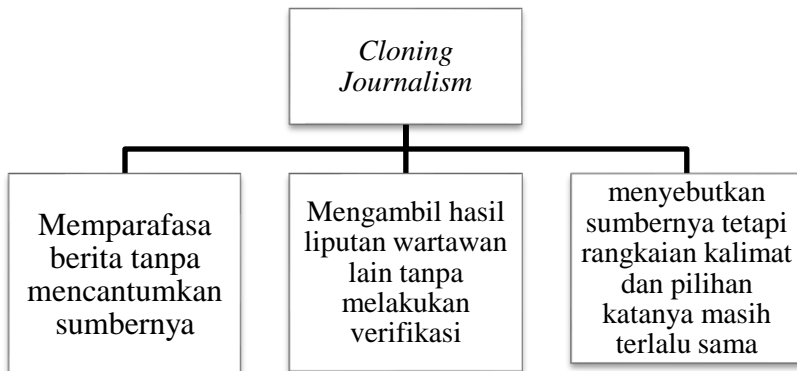 Cloning
Journalism
Memparafasa
berita tanpa
mencantumkan
sumbernya
Mengambil hasil
liputan wartawan
lain tanpa
melakukan
verifikasi
menyebutkan
sumbernya tetapi
rangkaian kalimat
dan pilihan
katanya masih
terlalu sama